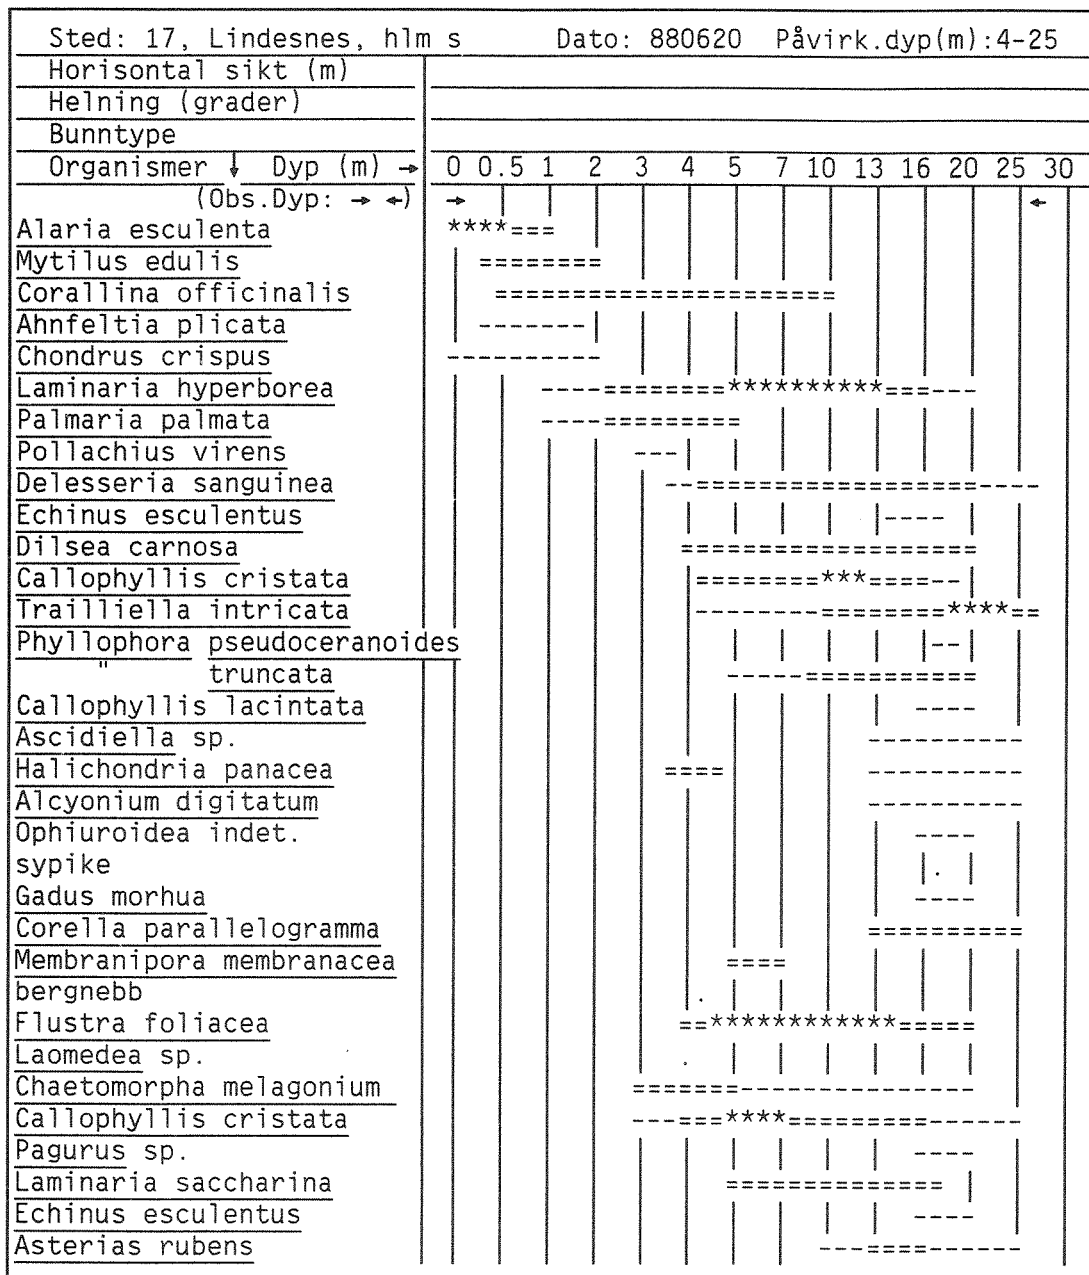 Sted: 17, Lindesnes, hlm s Dato: 880620 Påvirk.dyp(m):4-25
Horisontal sikt (m)
Helning (grader)
Bunntype
Organismer ↓ Dyp (m) → 0 0.5 1 2 3 4 5 7 10 13 16 20 25 30
(Obs.Dyp: → ←) → ←
Alaria esculenta ****===
Mytilus edulis ========
Corallina officinalis ======================
Ahnfeltia plicata -------
Chondrus crispus ----------
Laminaria hyperborea ----========**********===---
Palmaria palmata ----=========
Pollachius virens ---
Delesseria sanguinea --==================----
Echinus esculentus ----
Dilsea carnosa ===================
Callophyllis cristata ========***====--
Trailliella intricata --------========****==
Phyllophora pseudoceranoides --
" truncata -----===========
Callophyllis lacintata ----
Ascidiella sp. ----------
Halichondria panacea ==== ----------
Alcyonium digitatum ----------
Ophiuroidea indet. ----
sypike .
Gadus morhua ----
Corella parallelogramma ==========
Membranipora membranacea ====
bergnebb .
Flustra foliacea ==************=====
Laomedea sp. .
Chaetomorpha melagonium =======---------------
Callophyllis cristata ---===****=========------
Pagurus sp. ----
Laminaria saccharina ==============
Echinus esculentus ----
Asterias rubens ---====------